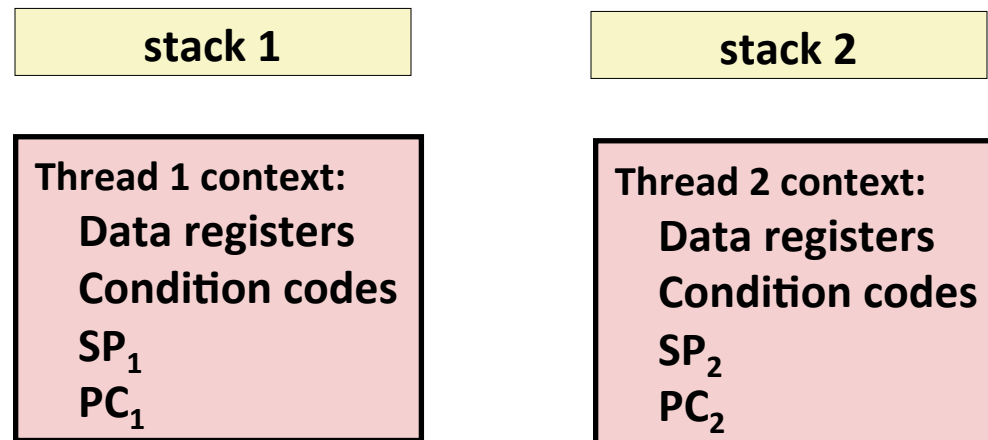 stack 1
stack 2
Thread 1 context:
Data registers
Condition codes
SP₁
PC₁
Thread 2 context:
Data registers
Condition codes
SP₂
PC₂